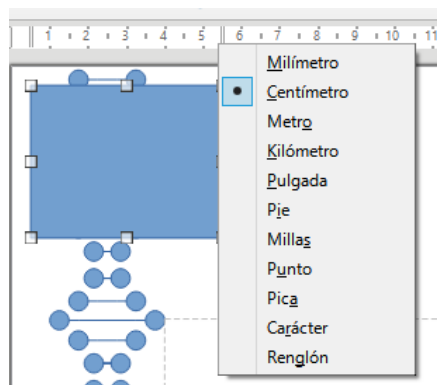 1 2 3 4 5 6 7 8 9 10 11
Milímetro
Centímetro
Metro
Kilómetro
Pulgada
Pie
Millas
Punto
Pica
Carácter
Renglón